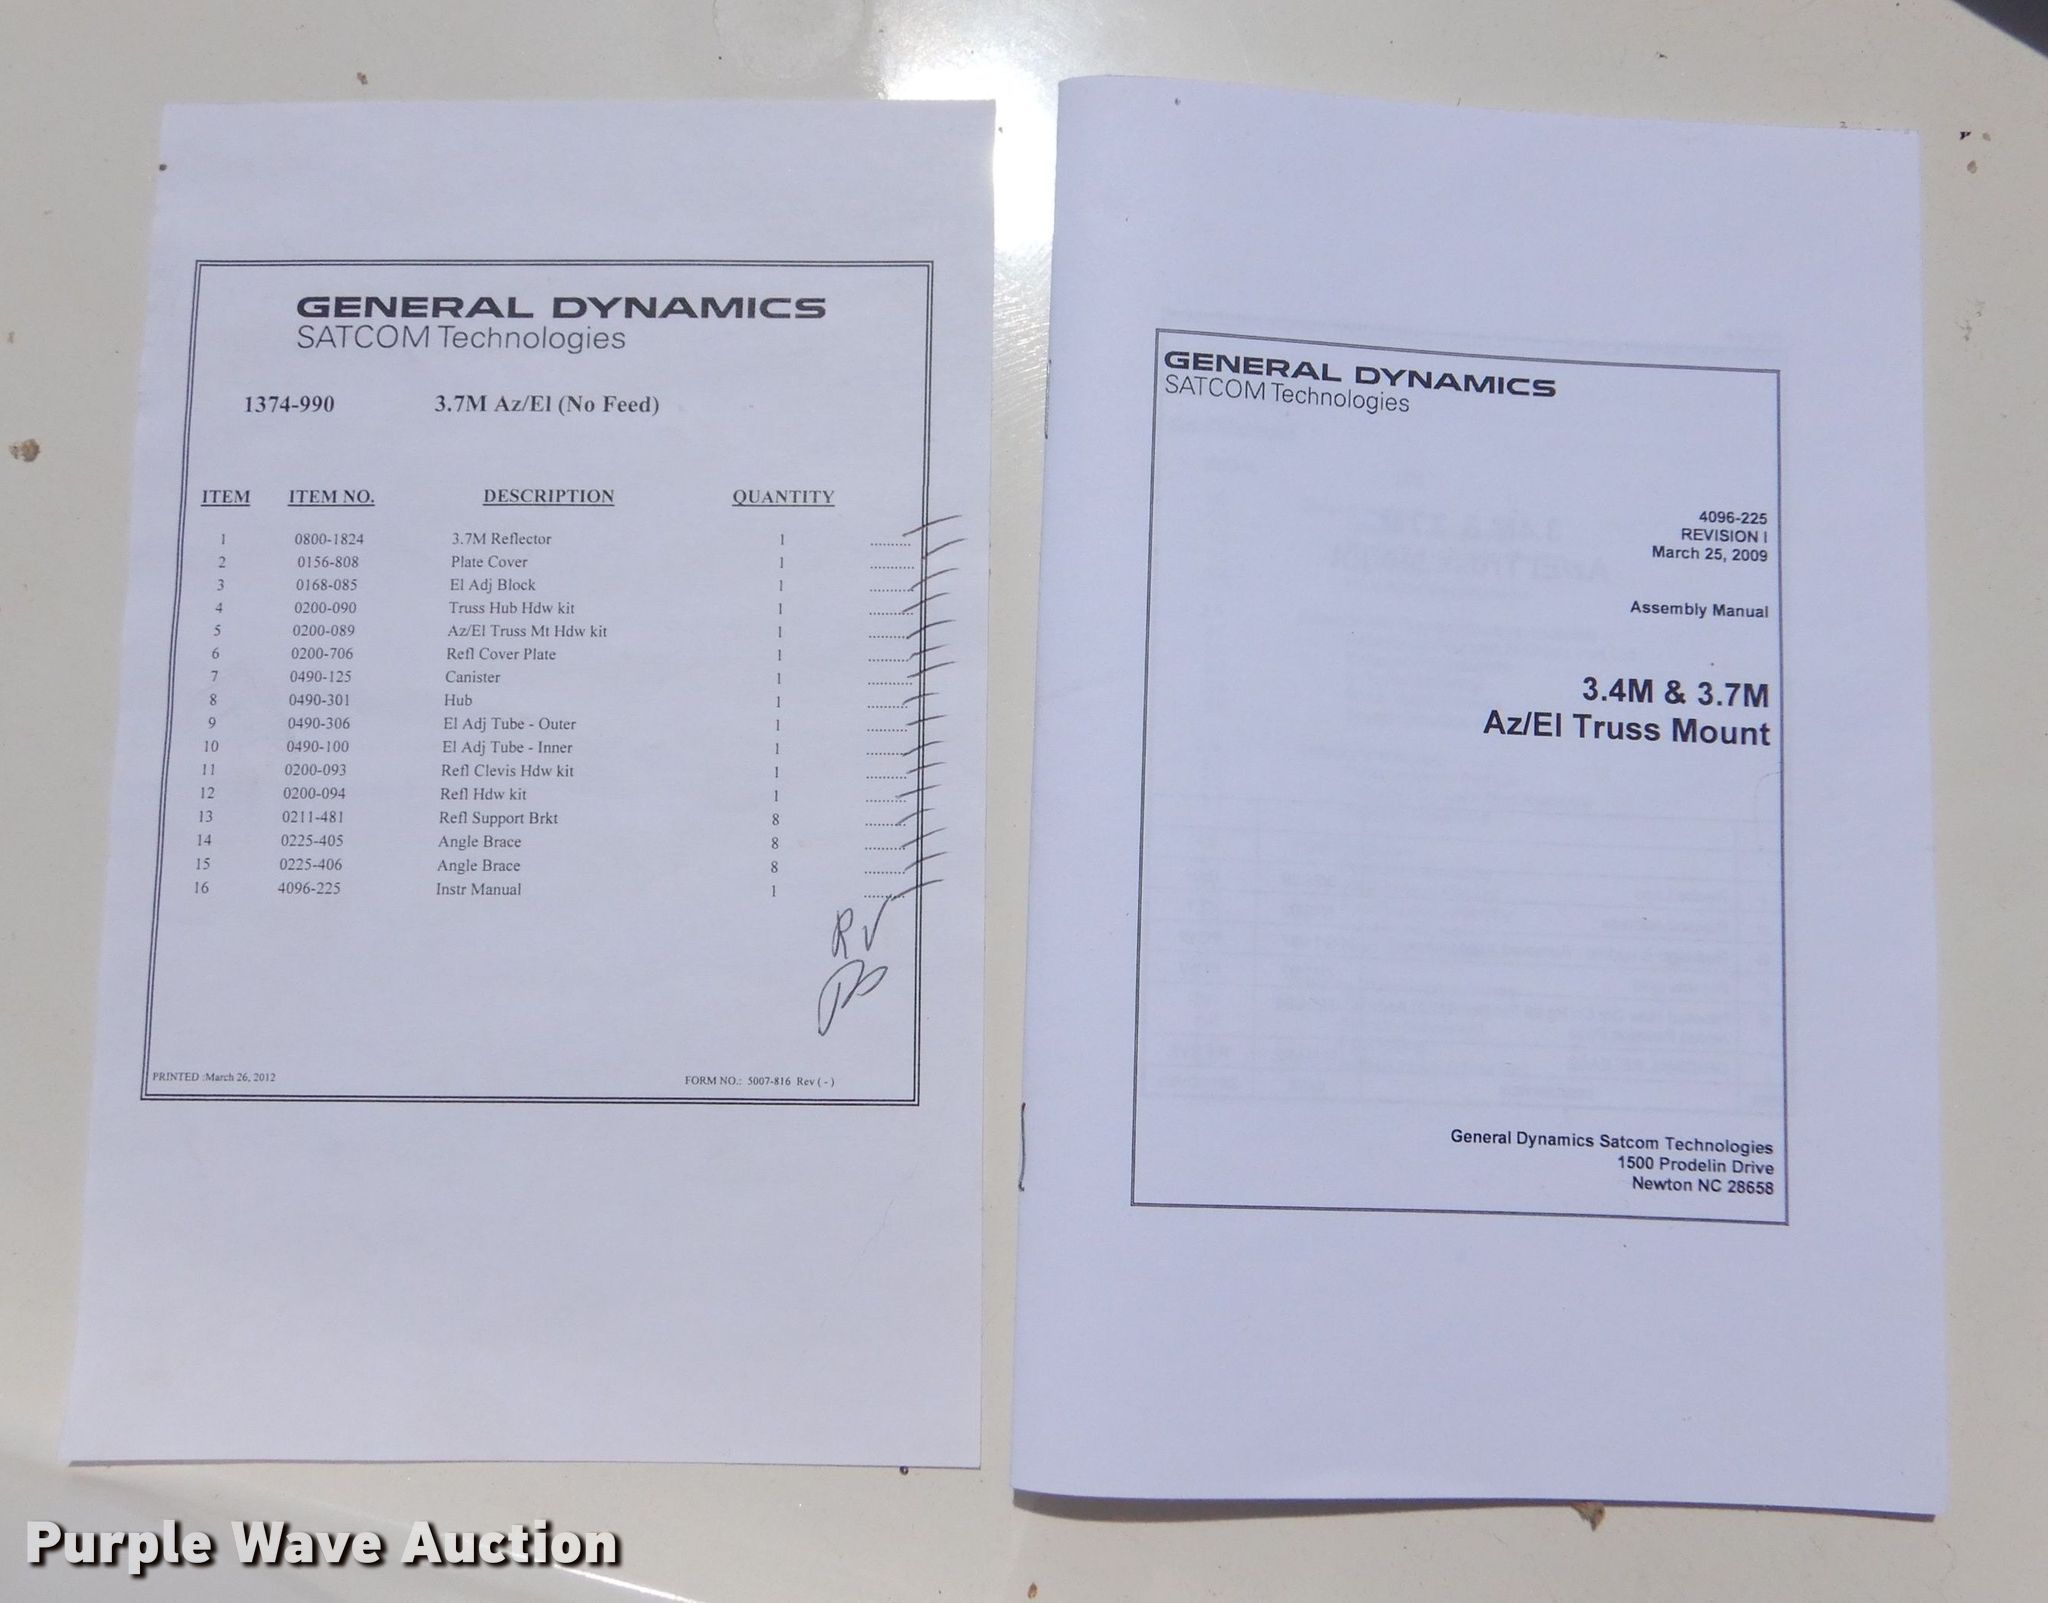 GENERAL DYNAMICS
SATCOM Technologies
1374-990 3.7M Az/El (No Feed)
ITEM ITEM NO. DESCRIPTION QUANTITY
1 0800-1824 3.7M Reflector 1 ..........
2 0156-808 Plate Cover 1 ..........
3 0168-085 El Adj Block 1 ..........
4 0200-090 Truss Hub Hdw kit 1 ..........
5 0200-089 Az/El Truss Mt Hdw kit 1 ..........
6 0200-706 Refl Cover Plate 1 ..........
7 0490-125 Canister 1 ..........
8 0490-301 Hub 1 ..........
9 0490-306 El Adj Tube - Outer 1 ..........
10 0490-100 El Adj Tube - Inner 1 ..........
11 0200-093 Refl Clevis Hdw kit 1 ..........
12 0200-094 Refl Hdw kit 1 ..........
13 0211-481 Refl Support Brkt 8 ..........
14 0225-405 Angle Brace 8 ..........
15 0225-406 Angle Brace 8 ..........
16 4096-225 Instr Manual 1 ..........
PRINTED :March 26, 2012 FORM NO.: 5007-816 Rev ( - )
GENERAL DYNAMICS
SATCOM Technologies
4096-225
REVISION I
March 25, 2009
Assembly Manual
3.4M & 3.7M
Az/El Truss Mount
General Dynamics Satcom Technologies
1500 Prodelin Drive
Newton NC 28658
Purple Wave Auction